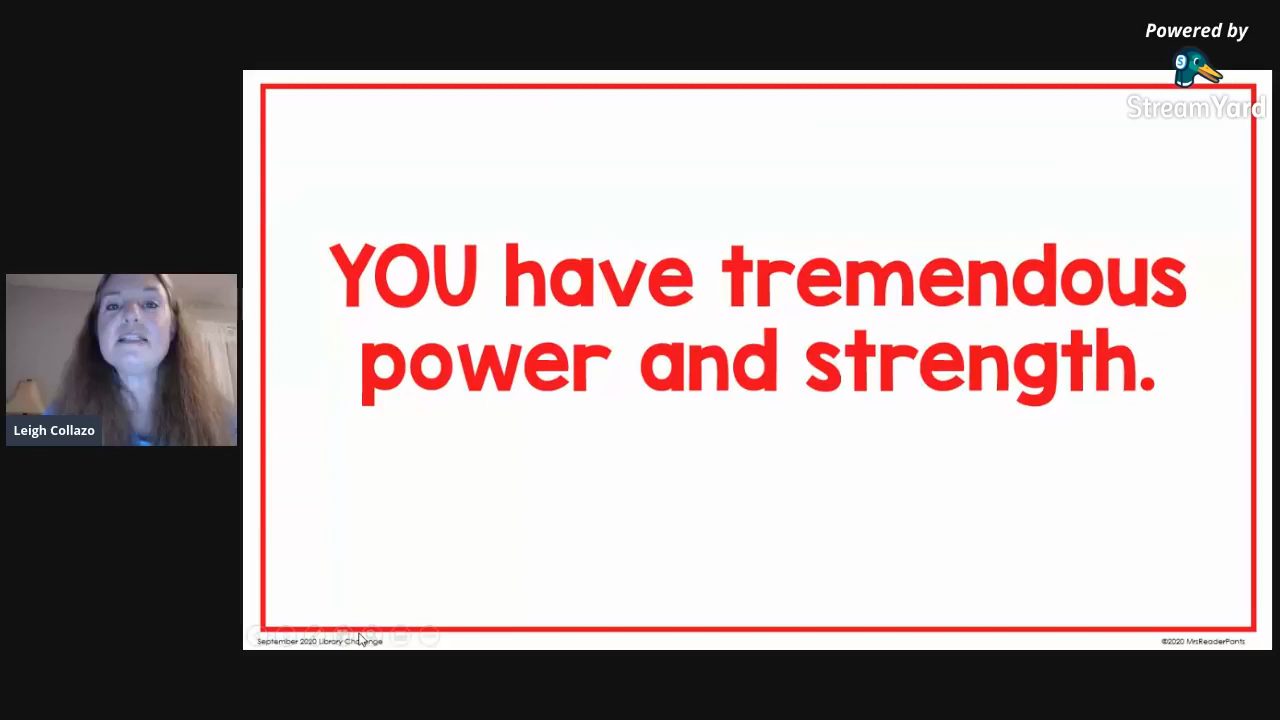 Powered by
StreamYard
YOU have tremendous
power and strength.
Leigh Collazo
September 2020 Library Challenge
©2020 MrsReaderPants